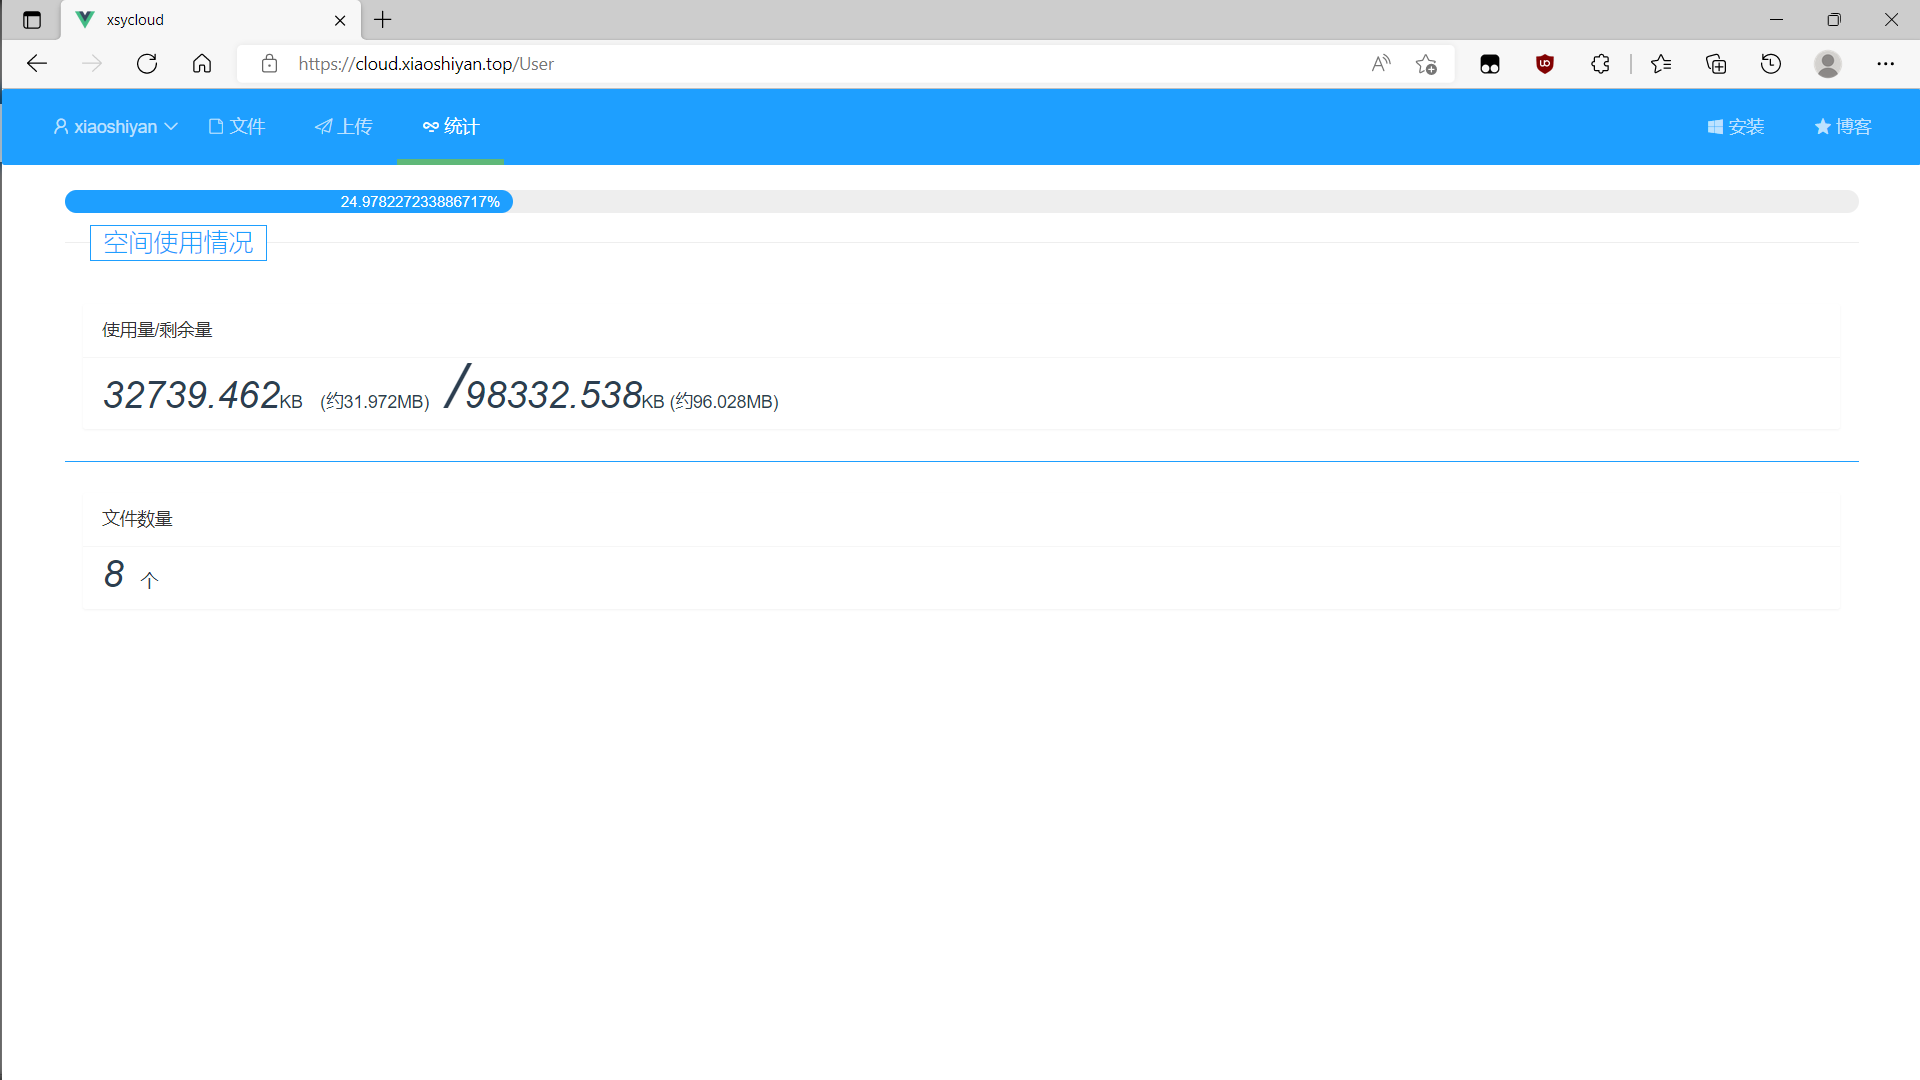 xsycloud
https://cloud.xiaoshiyan.top/User
xiaoshiyan 文件 上传 统计 安装 博客
24.978227233886717%
空间使用情况
使用量/剩余量
32739.462KB (约31.972MB) /98332.538KB (约96.028MB)
文件数量
8 个